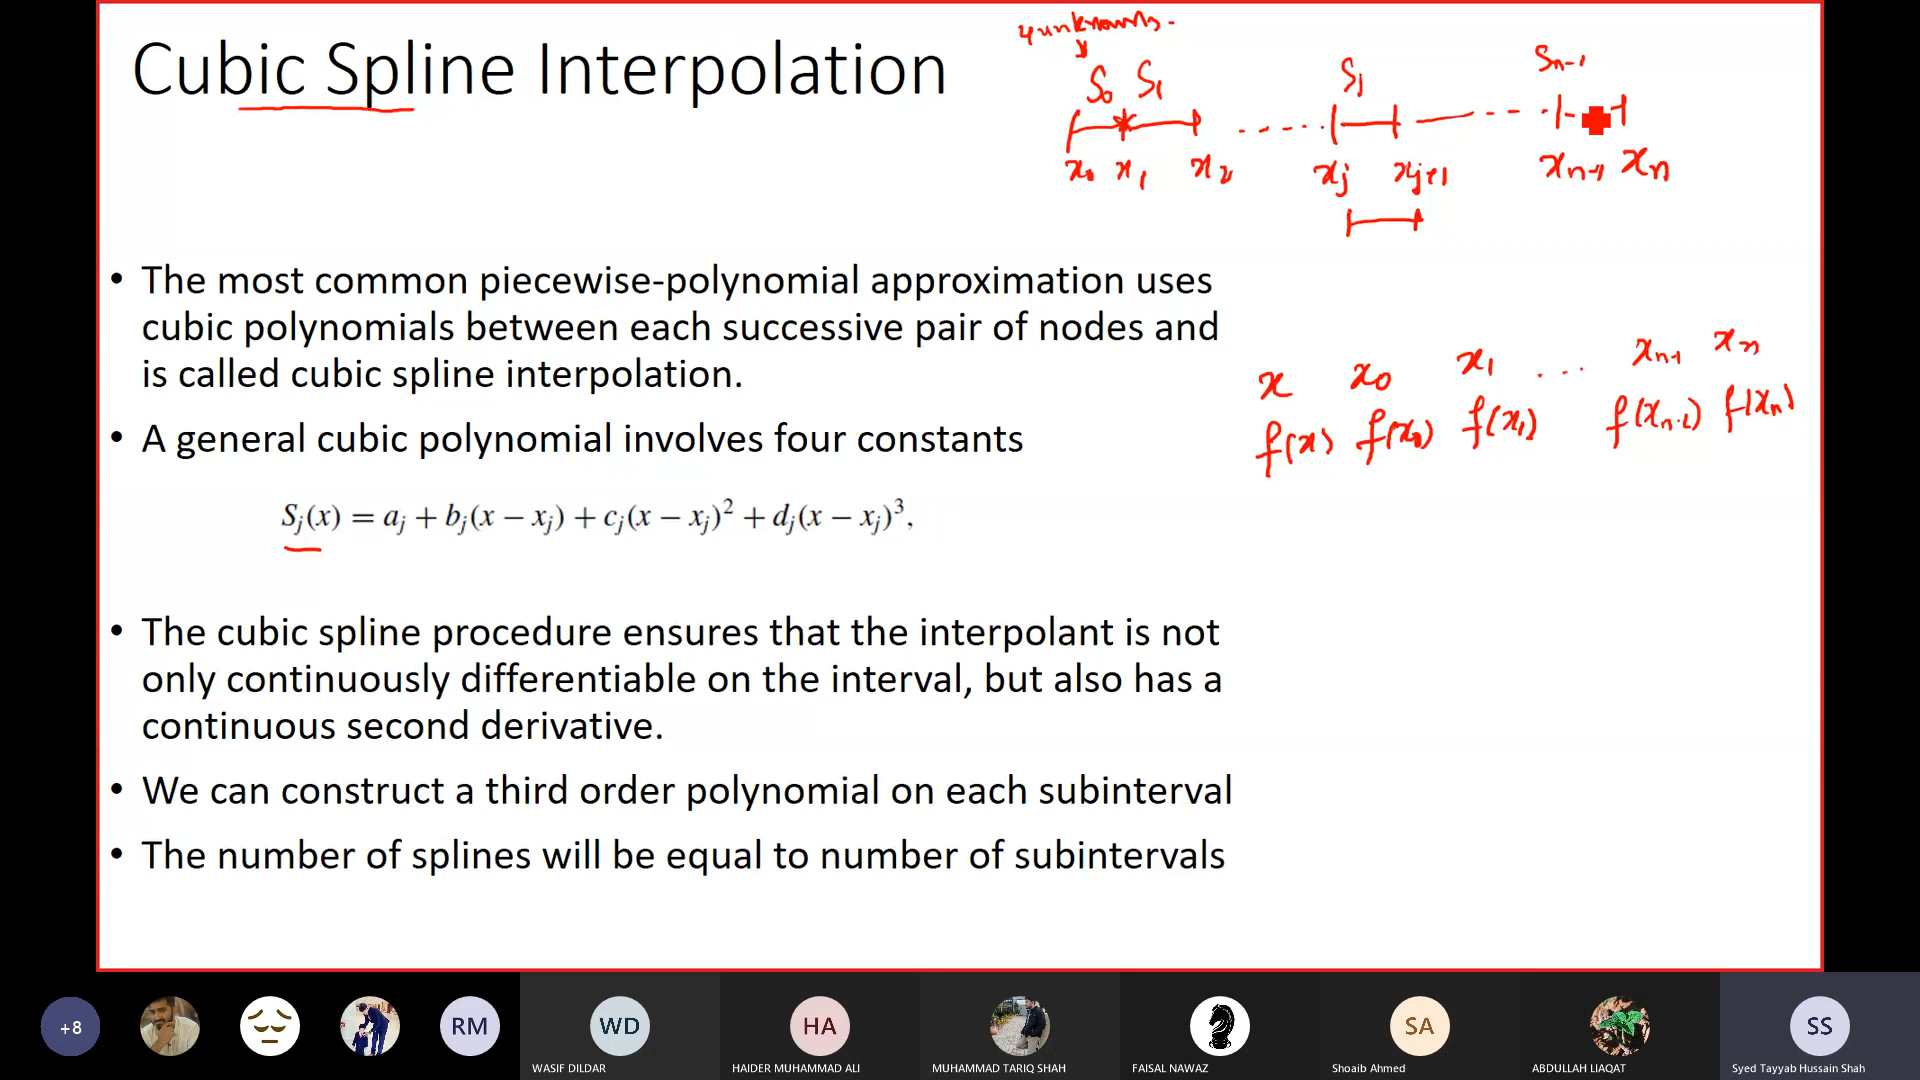 Cubic Spline Interpolation
4 unknowns.
S₀ S₁ Sⱼ Sₙ₋₁
x₀ x₁ x₂ xⱼ xⱼ₊₁ xₙ₋₁ xₙ
• The most common piecewise-polynomial approximation uses
cubic polynomials between each successive pair of nodes and
is called cubic spline interpolation.
x x₀ x₁ ... xₙ₋₁ xₙ
f(x) f(x₀) f(x₁) f(xₙ₋₁) f(xₙ)
• A general cubic polynomial involves four constants
Sⱼ(x) = aⱼ + bⱼ(x − xⱼ) + cⱼ(x − xⱼ)² + dⱼ(x − xⱼ)³,
• The cubic spline procedure ensures that the interpolant is not
only continuously differentiable on the interval, but also has a
continuous second derivative.
• We can construct a third order polynomial on each subinterval
• The number of splines will be equal to number of subintervals
+8 RM WD HA SA SS
WASIF DILDAR HAIDER MUHAMMAD ALI MUHAMMAD TARIQ SHAH FAISAL NAWAZ Shoaib Ahmed ABDULLAH LIAQAT Syed Tayyab Hussain Shah